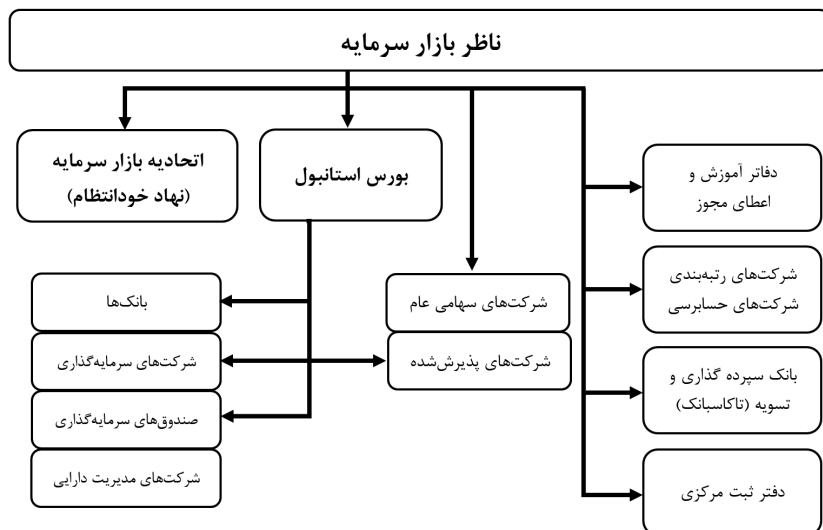 ناظر بازار سرمایه
اتحادیه بازار سرمایه
(نهاد خودانتظام)
بورس استانبول
دفاتر آموزش و
اعطای مجوز
شرکت‌های رتبه‌بندی
شرکت‌های حسابرسی
بانک سپرده گذاری و
تسویه (تاکاسبانک)
دفتر ثبت مرکزی
شرکت‌های سهامی عام
شرکت‌های پذیرش‌شده
بانک‌ها
شرکت‌های سرمایه‌گذاری
صندوق‌های سرمایه‌گذاری
شرکت‌های مدیریت دارایی